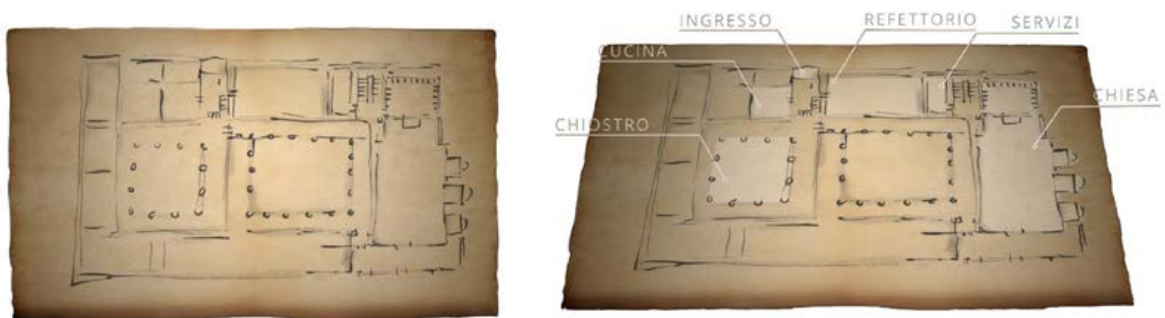 INGRESSO
REFETTORIO
SERVIZI
CUCINA
CHIESA
CHIOSTRO